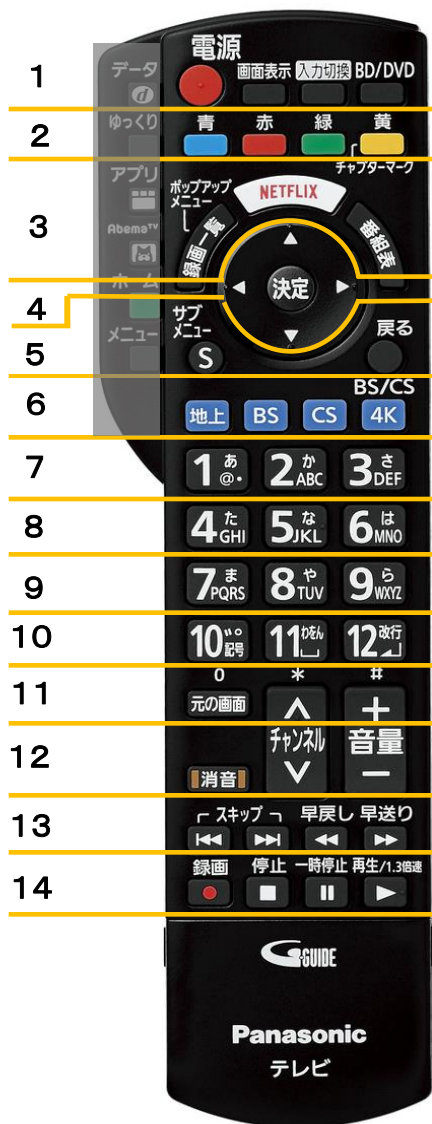 電源
1
画面表示 入力切換 BD/DVD
データ
2
青 赤 緑 黄
ゆっくり
チャプターマーク
アプリ
ポップアップ
メニュー
NETFLIX
3
録画一覧
番組表
AbemaTV
ホーム
決定
4
サブ
メニュー
戻る
メニュー
5
S
BS/CS
6
地上 BS CS 4K
7
1 あ @. 2 か ABC 3 さ DEF
8
4 た GHI 5 な JKL 6 は MNO
9
7 ま PQRS 8 や TUV 9 ら WXYZ
10
10 ゛゜ 記号 11 わをん 12 改行
0 * #
11
元の画面 +
チャンネル 音量
12
消音 −
13
スキップ 早戻し 早送り
14
録画 停止 一時停止 再生/1.3倍速
G-GUIDE
Panasonic
テレビ